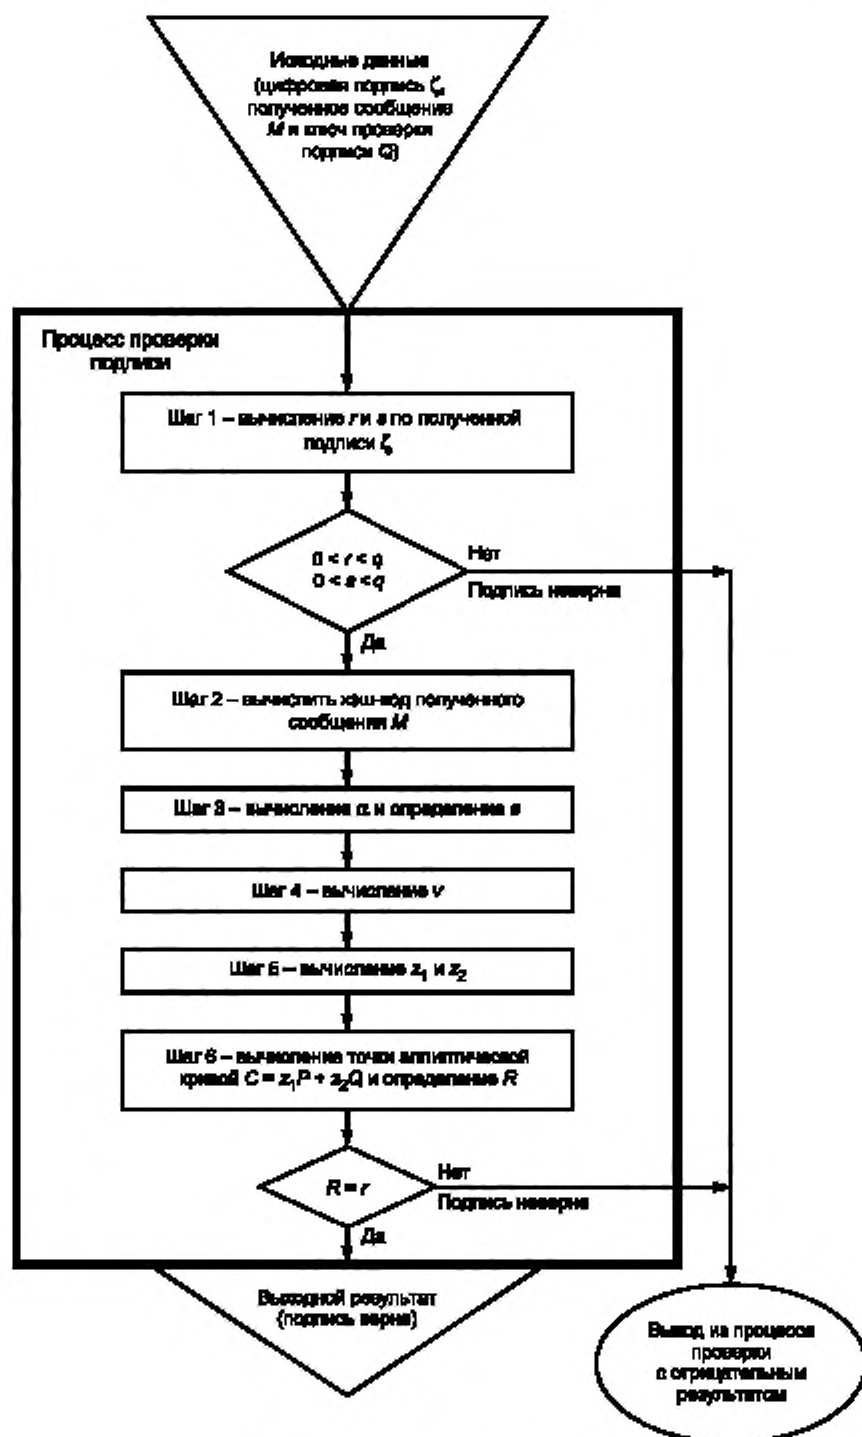 Исходные данные
(цифровая подпись ζ,
полученное сообщение
M и ключ проверки
подписи Q)
Процесс проверки
подписи
Шаг 1 – вычисление r и s по полученной
подписи ζ
0 < r < q
0 < s < q
Нет
Подпись неверна
Да
Шаг 2 – вычислить хэш-код полученного
сообщения M
Шаг 3 – вычисление α и определение e
Шаг 4 – вычисление v
Шаг 5 – вычисление z₁ и z₂
Шаг 6 – вычисление точки эллиптической
кривой C = z₁P + z₂Q и определение R
R = r
Нет
Подпись неверна
Да
Выходной результат
(подпись верна)
Выход из процесса
проверки
с отрицательным
результатом